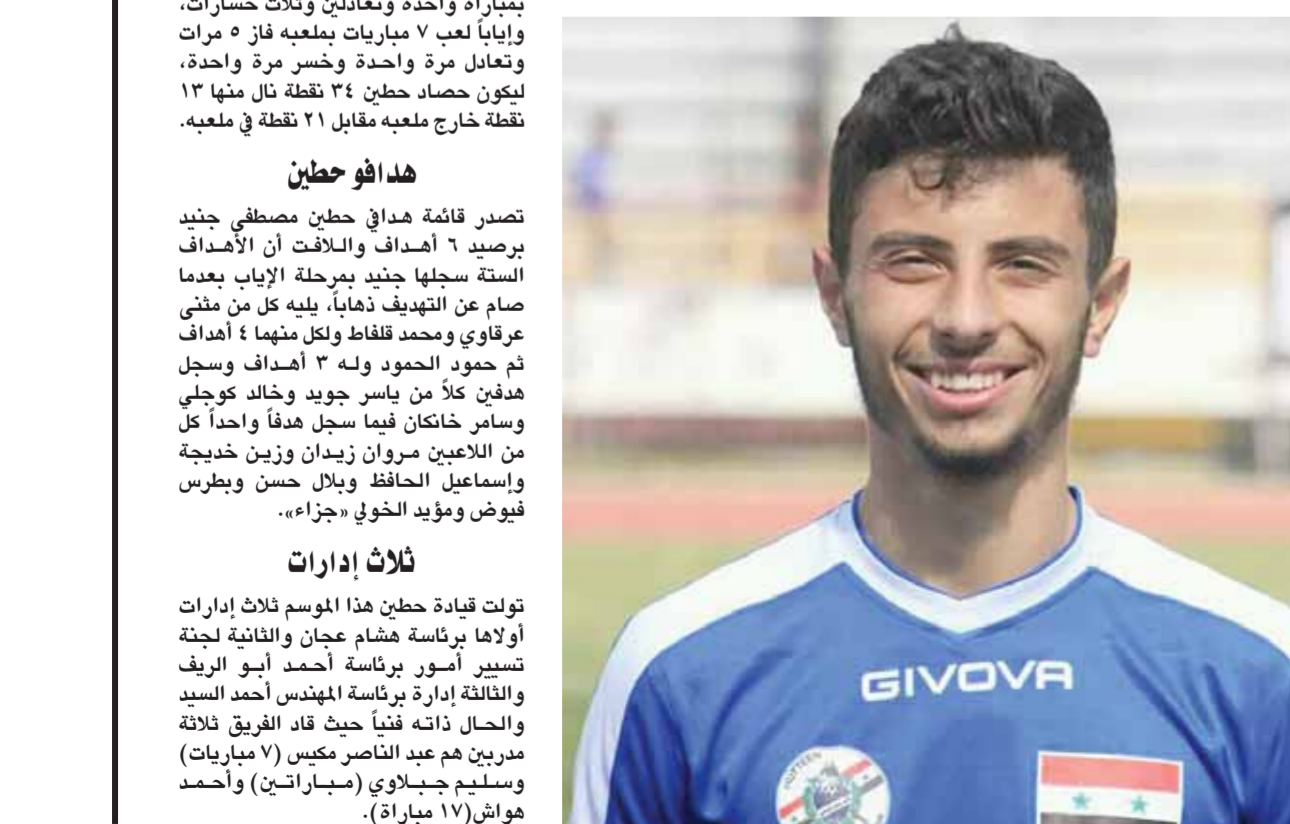 بمباراة واحدة وتعادلين وثلاث خسارات،
وإياباً لعب ٧ مباريات بملعبه فاز ٥ مرات
وتعادل مرة واحدة وخسر مرة واحدة،
ليكون حصاد حطين ٣٤ نقطة نال منها ١٣
نقطة خارج ملعبه مقابل ٢١ نقطة في ملعبه.
هدافو حطين
تصدر قائمة هدافي حطين مصطفى جنيد
برصيد ٦ أهداف واللافت أن الأهداف
الستة سجلها جنيد بمرحلة الإياب بعدما
صام عن التهديف ذهاباً، يليه كل من مثنى
عرقاوي ومحمد قلفاط ولكل منهما ٤ أهداف
ثم حمود الحمود وله ٣ أهداف وسجل
هدفين كلاً من ياسر جويد وخالد كوجلي
وسامر خانكان فيما سجل هدفاً واحداً كل
من اللاعبين مروان زيدان وزين خديجة
وإسماعيل الحافظ وبلال حسن وبطرس
فيوض ومؤيد الخولي «جزاء».
ثلاث إدارات
تولت قيادة حطين هذا الموسم ثلاث إدارات
أولاها برئاسة هشام عجان والثانية لجنة
تسيير أمور برئاسة أحمد أبو الريف
والثالثة إدارة برئاسة المهندس أحمد السيد
والحال ذاته فنياً حيث قاد الفريق ثلاثة
مدربين هم عبد الناصر مكيس (٧ مباريات)
وسليم جبلاوي (مباراتين) وأحمد
هواش(١٧ مباراة).
GIVOVA
HUTTEEN